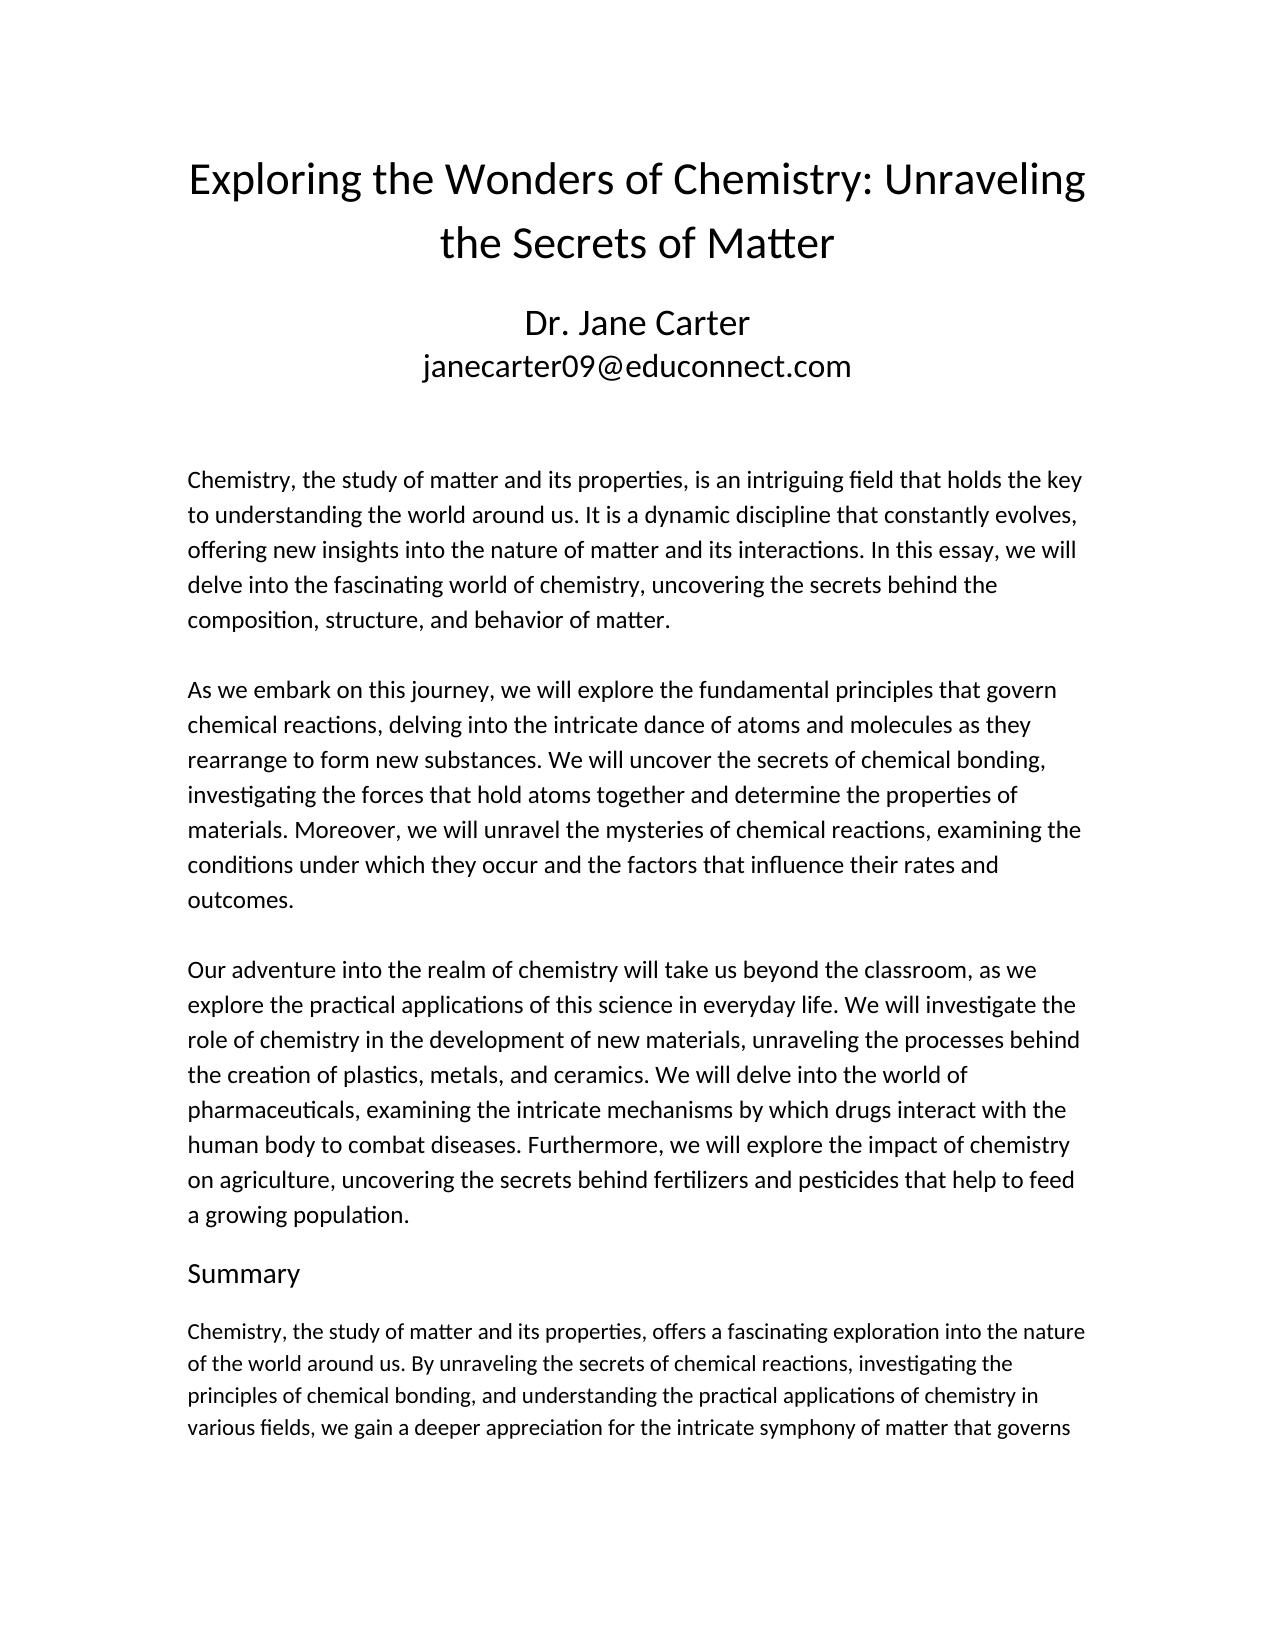 Exploring the Wonders of Chemistry: Unraveling
the Secrets of Matter
Dr. Jane Carter
janecarter09@educonnect.com
Chemistry, the study of matter and its properties, is an intriguing field that holds the key
to understanding the world around us. It is a dynamic discipline that constantly evolves,
offering new insights into the nature of matter and its interactions. In this essay, we will
delve into the fascinating world of chemistry, uncovering the secrets behind the
composition, structure, and behavior of matter.
As we embark on this journey, we will explore the fundamental principles that govern
chemical reactions, delving into the intricate dance of atoms and molecules as they
rearrange to form new substances. We will uncover the secrets of chemical bonding,
investigating the forces that hold atoms together and determine the properties of
materials. Moreover, we will unravel the mysteries of chemical reactions, examining the
conditions under which they occur and the factors that influence their rates and
outcomes.
Our adventure into the realm of chemistry will take us beyond the classroom, as we
explore the practical applications of this science in everyday life. We will investigate the
role of chemistry in the development of new materials, unraveling the processes behind
the creation of plastics, metals, and ceramics. We will delve into the world of
pharmaceuticals, examining the intricate mechanisms by which drugs interact with the
human body to combat diseases. Furthermore, we will explore the impact of chemistry
on agriculture, uncovering the secrets behind fertilizers and pesticides that help to feed
a growing population.
Summary
Chemistry, the study of matter and its properties, offers a fascinating exploration into the nature
of the world around us. By unraveling the secrets of chemical reactions, investigating the
principles of chemical bonding, and understanding the practical applications of chemistry in
various fields, we gain a deeper appreciation for the intricate symphony of matter that governs